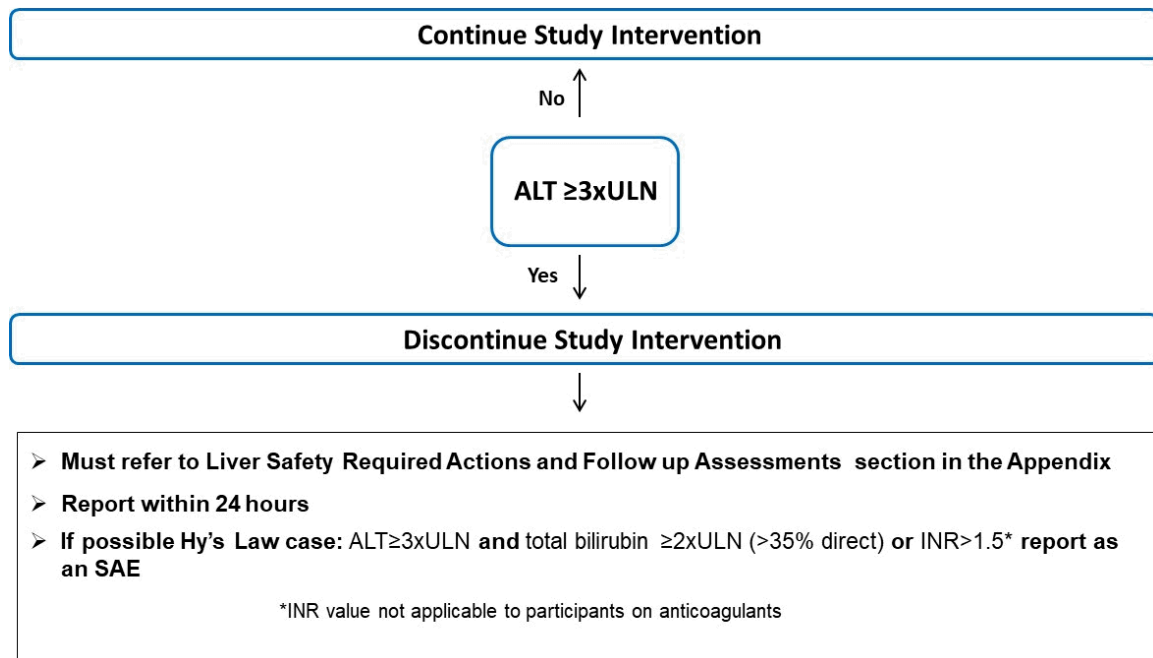 Continue Study Intervention
No
ALT ≥3xULN
Yes
Discontinue Study Intervention
➢ Must refer to Liver Safety Required Actions and Follow up Assessments section in the Appendix
➢ Report within 24 hours
➢ If possible Hy's Law case: ALT≥3xULN and total bilirubin ≥2xULN (>35% direct) or INR>1.5* report as
an SAE
*INR value not applicable to participants on anticoagulants